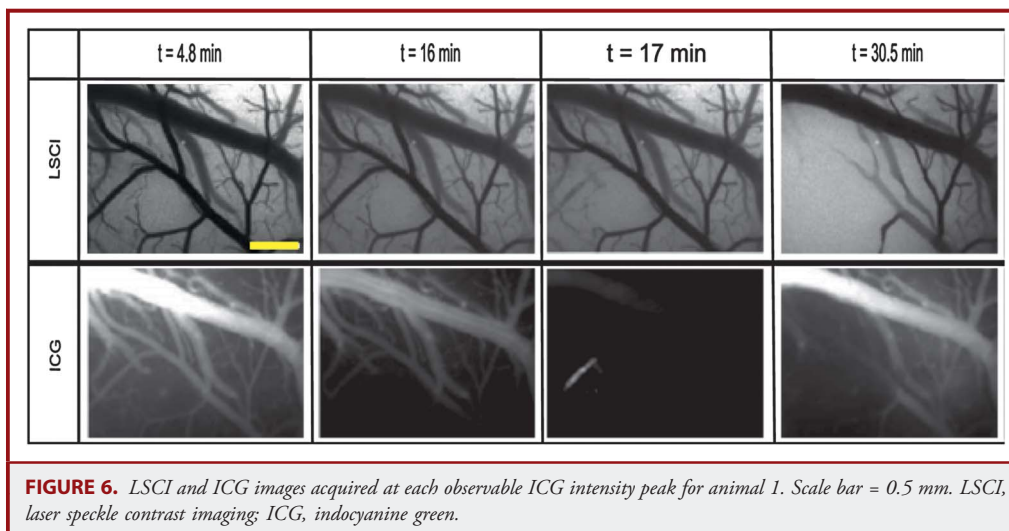 t = 4.8 min
t = 16 min
t = 17 min
t = 30.5 min
LSCI
ICG
FIGURE 6. LSCI and ICG images acquired at each observable ICG intensity peak for animal 1. Scale bar = 0.5 mm. LSCI,
laser speckle contrast imaging; ICG, indocyanine green.